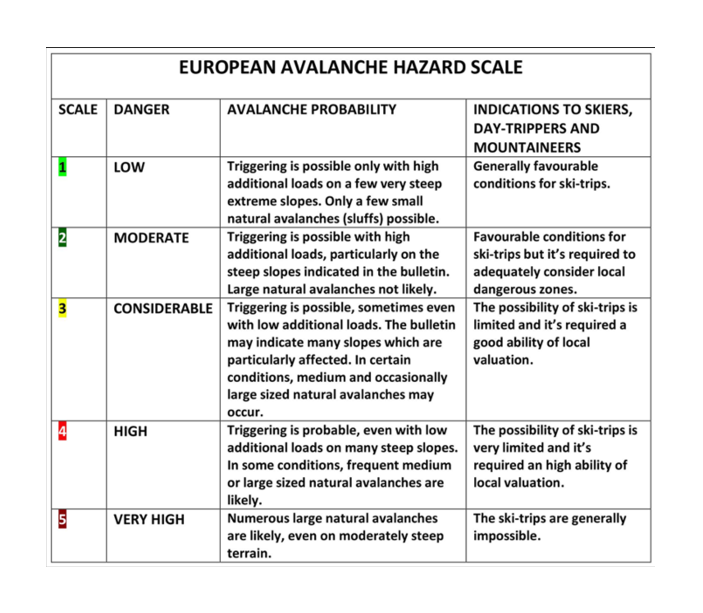 EUROPEAN AVALANCHE HAZARD SCALE
SCALE
DANGER
AVALANCHE PROBABILITY
INDICATIONS TO SKIERS,
DAY-TRIPPERS AND
MOUNTAINEERS
1
LOW
Triggering is possible only with high
additional loads on a few very steep
extreme slopes. Only a few small
natural avalanches (sluffs) possible.
Generally favourable
conditions for ski-trips.
2
MODERATE
Triggering is possible with high
additional loads, particularly on the
steep slopes indicated in the bulletin.
Large natural avalanches not likely.
Favourable conditions for
ski-trips but it’s required to
adequately consider local
dangerous zones.
3
CONSIDERABLE
Triggering is possible, sometimes even
with low additional loads. The bulletin
may indicate many slopes which are
particularly affected. In certain
conditions, medium and occasionally
large sized natural avalanches may
occur.
The possibility of ski-trips is
limited and it’s required a
good ability of local
valuation.
4
HIGH
Triggering is probable, even with low
additional loads on many steep slopes.
In some conditions, frequent medium
or large sized natural avalanches are
likely.
The possibility of ski-trips is
very limited and it’s
required an high ability of
local valuation.
5
VERY HIGH
Numerous large natural avalanches
are likely, even on moderately steep
terrain.
The ski-trips are generally
impossible.